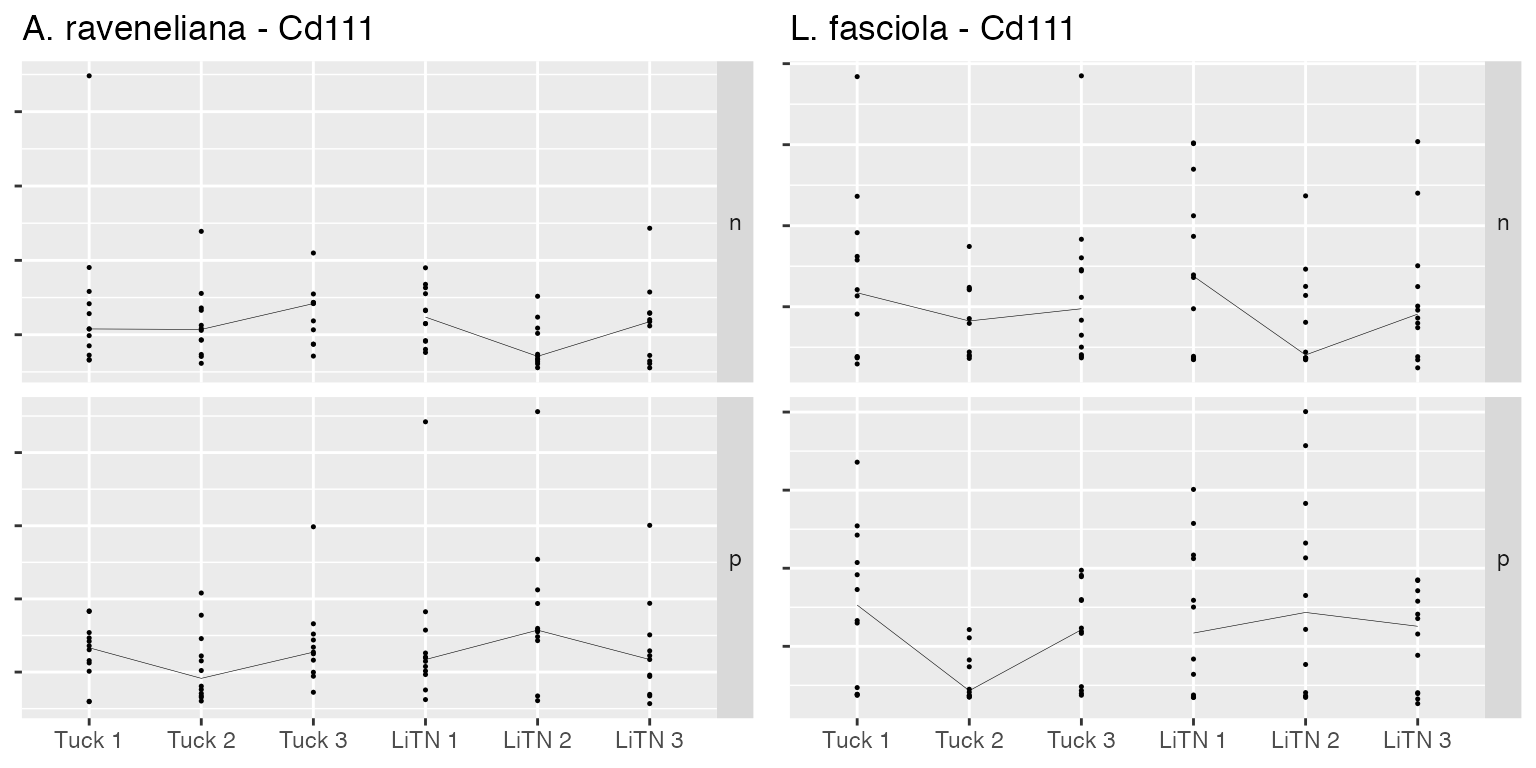 A. raveneliana - Cd111
L. fasciola - Cd111
n
n
p
p
Tuck 1 Tuck 2 Tuck 3 LiTN 1 LiTN 2 LiTN 3
Tuck 1 Tuck 2 Tuck 3 LiTN 1 LiTN 2 LiTN 3